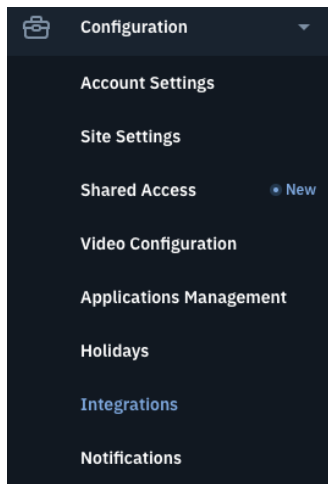 Configuration
Account Settings
Site Settings
Shared Access New
Video Configuration
Applications Management
Holidays
Integrations
Notifications